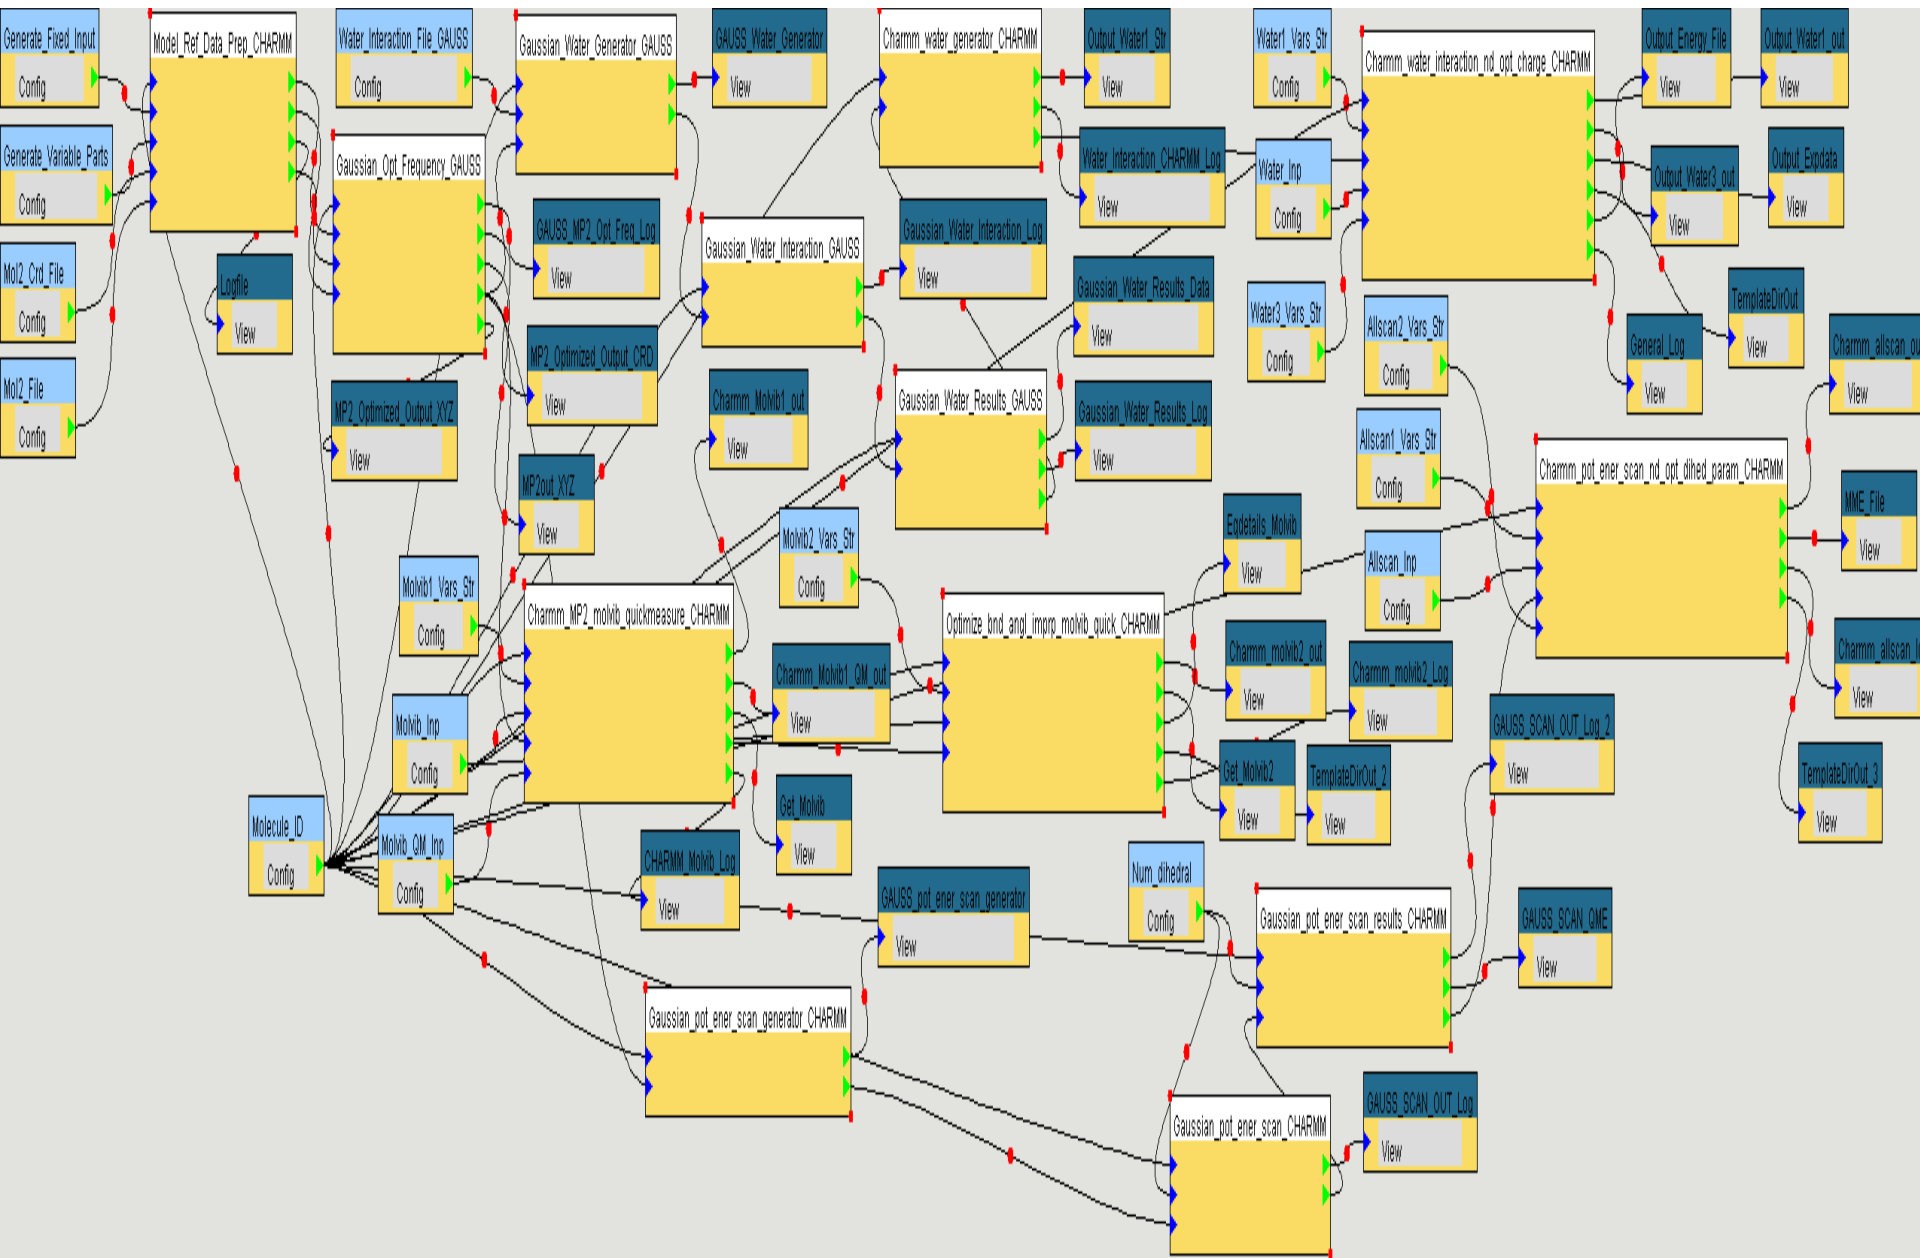 Generate_Fixed_Input
Config
Model_Ref_Data_Prep_CHARMM
Water_Interaction_File_GAUSS
Config
Gaussian_Water_Generator_GAUSS
GAUSS_Water_Generator
View
Charmm_water_generator_CHARMM
Output_Water1_Str
View
Water1_Vars_Str
Config
Charmm_water_interaction_nd_opt_charge_CHARMM
Output_Energy_File
View
Output_Water1_out
View
Generate_Variable_Parts
Config
Gaussian_Opt_Frequency_GAUSS
Water_Interaction_CHARMM_Log
View
Water_Inp
Config
Output_Water3_out
View
Output_Expdata
View
Mol2_Crd_File
Config
Logfile
View
GAUSS_MP2_Opt_Freq_Log
View
Gaussian_Water_Interaction_GAUSS
Gaussian_Water_Interaction_Log
View
Gaussian_Water_Results_Data
View
Water3_Vars_Str
Config
Allscan2_Vars_Str
Config
General_Log
View
TemplateDirOut
View
Charmm_allscan_ou
View
Mol2_File
Config
MP2_Optimized_Output_XYZ
View
MP2_Optimized_Output_CRD
View
Charmm_Molvib1_out
View
Gaussian_Water_Results_GAUSS
Gaussian_Water_Results_Log
View
Allscan1_Vars_Str
Config
Charmm_pot_ener_scan_nd_opt_dihed_param_CHARMM
MME_File
View
MP2out_XYZ
View
Molvib2_Vars_Str
Config
Eqdetails_Molvib
View
Allscan_Inp
Config
Molvib1_Vars_Str
Config
Charmm_MP2_molvib_quickmeasure_CHARMM
Optimize_bnd_angl_imprp_molvib_quick_CHARMM
Charmm_molvib2_out
View
Charmm_molvib2_Log
View
Charmm_allscan_l
View
Molvib_Inp
Config
Charmm_Molvib1_QM_out
View
GAUSS_SCAN_OUT_Log_2
View
Get_Molvib2
View
TemplateDirOut_2
View
TemplateDirOut_3
View
Molecule_ID
Config
Molvib_QM_Inp
Config
Get_Molvib
View
CHARMM_Molvib_Log
View
GAUSS_pot_ener_scan_generator
View
Num_dihedral
Config
Gaussian_pot_ener_scan_results_CHARMM
GAUSS_SCAN_QME
View
Gaussian_pot_ener_scan_generator_CHARMM
Gaussian_pot_ener_scan_CHARMM
GAUSS_SCAN_OUT_Log
View